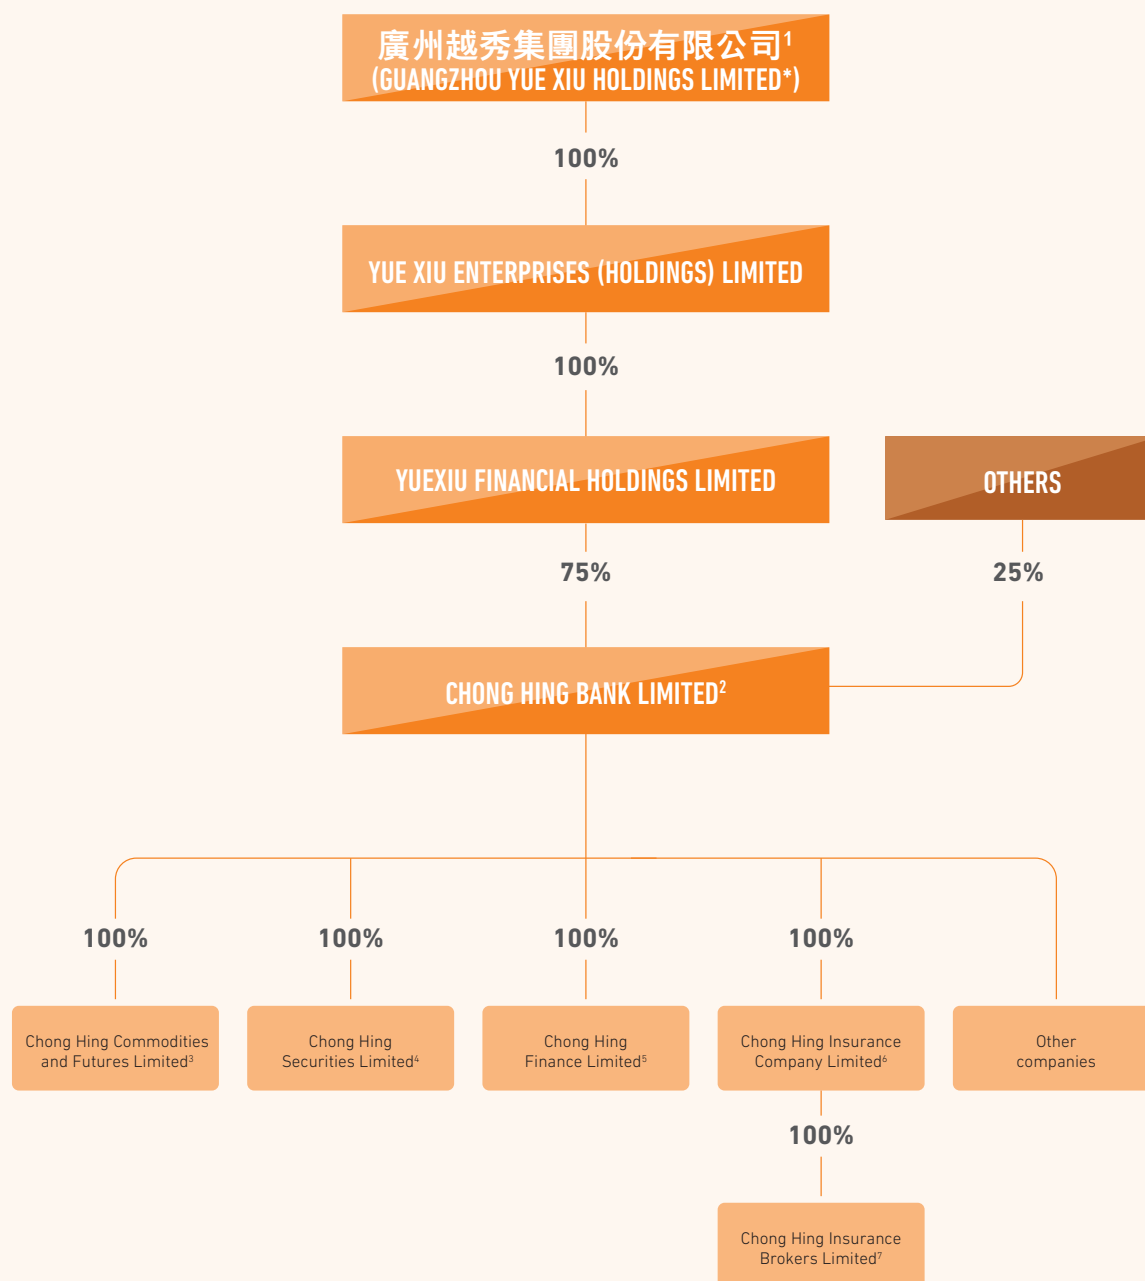 廣州越秀集團股份有限公司¹
(GUANGZHOU YUE XIU HOLDINGS LIMITED*)
100%
YUE XIU ENTERPRISES (HOLDINGS) LIMITED
100%
YUEXIU FINANCIAL HOLDINGS LIMITED
OTHERS
75%
25%
CHONG HING BANK LIMITED²
100%
100%
100%
100%
Chong Hing Commodities
and Futures Limited³
Chong Hing
Securities Limited⁴
Chong Hing
Finance Limited⁵
Chong Hing Insurance
Company Limited⁶
Other
companies
100%
Chong Hing Insurance
Brokers Limited⁷